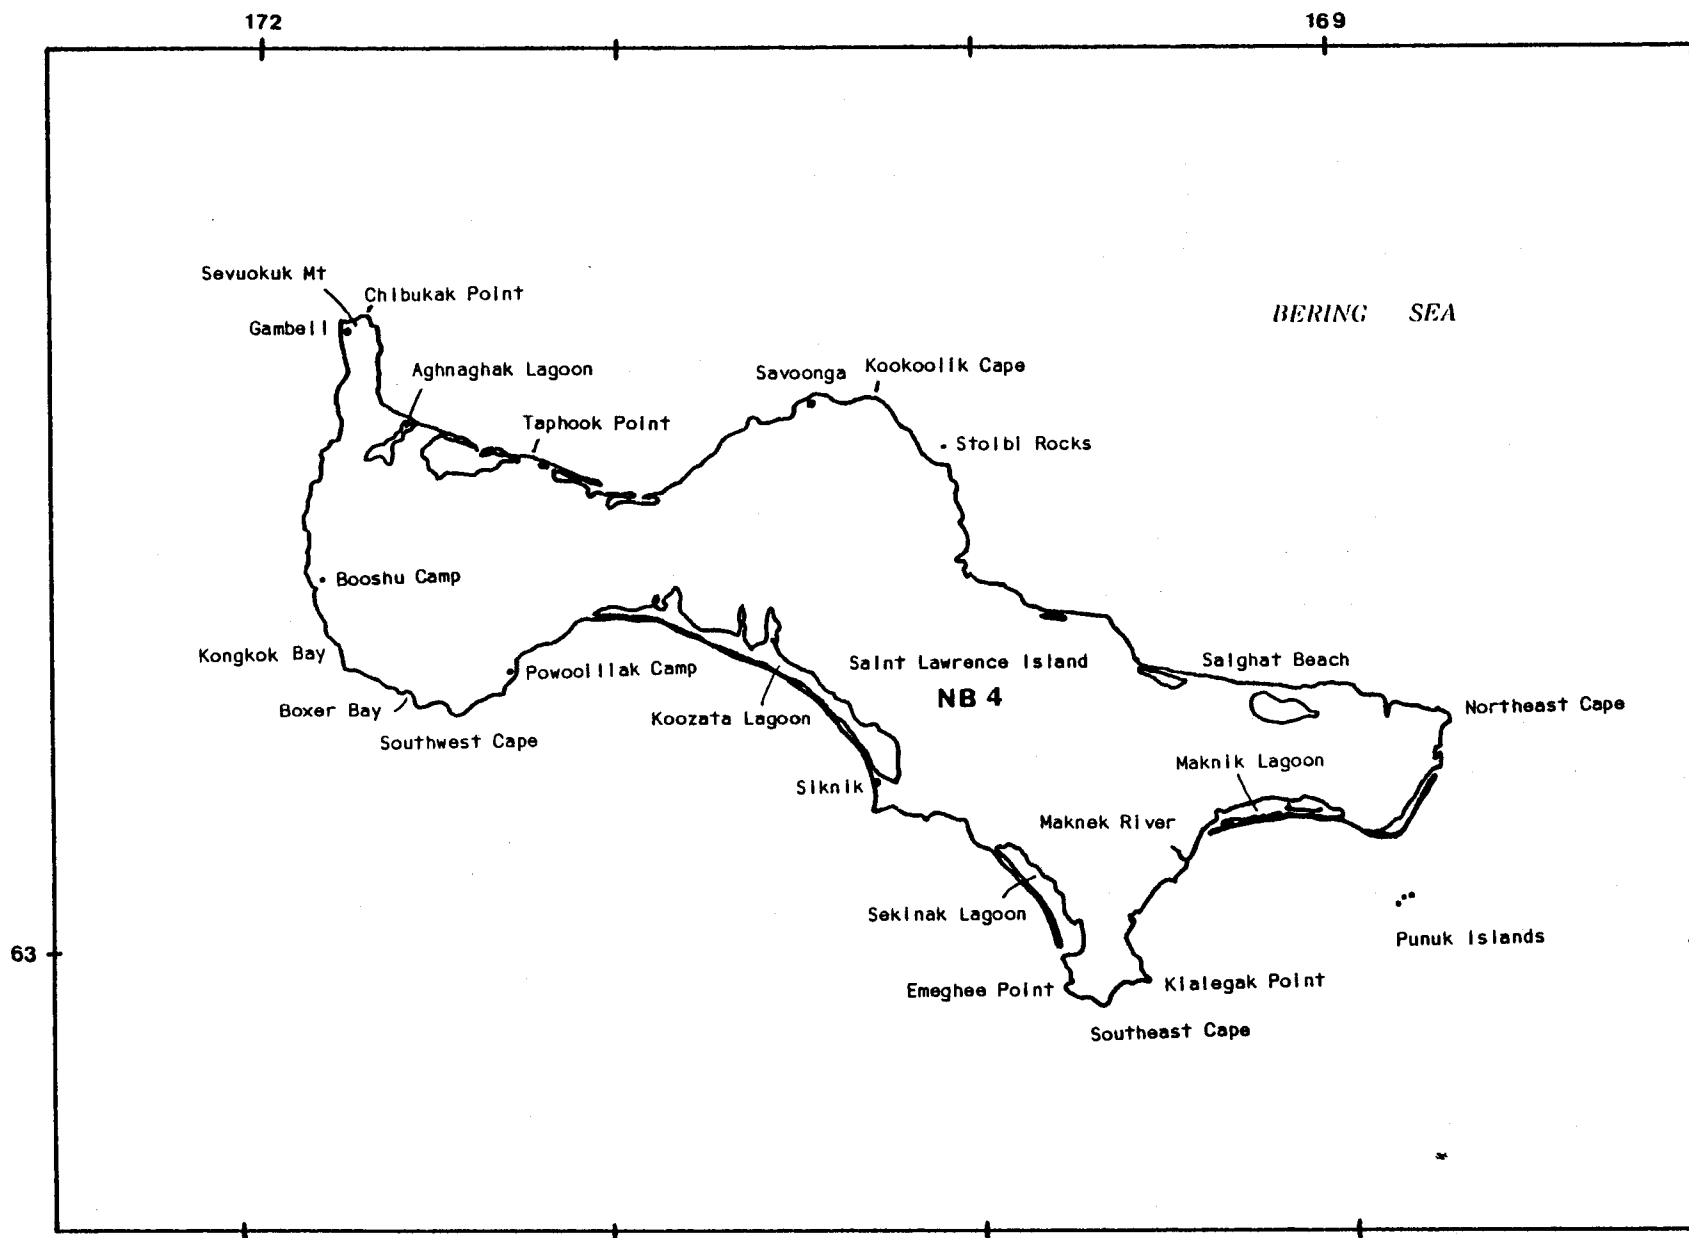 172
169
Sevuokuk Mt
Chibukak Point
BERING SEA
Gambell
Aghnaghak Lagoon
Savoonga
Kookoolik Cape
Taphook Point
Stolbi Rocks
Booshu Camp
Kongkok Bay
Powooiliak Camp
Saint Lawrence Island
Salghat Beach
NB 4
Boxer Bay
Koozata Lagoon
Northeast Cape
Southwest Cape
Maknik Lagoon
Siknik
Maknek River
Sekinak Lagoon
Punuk Islands
63
Emeghee Point
Kialegak Point
Southeast Cape